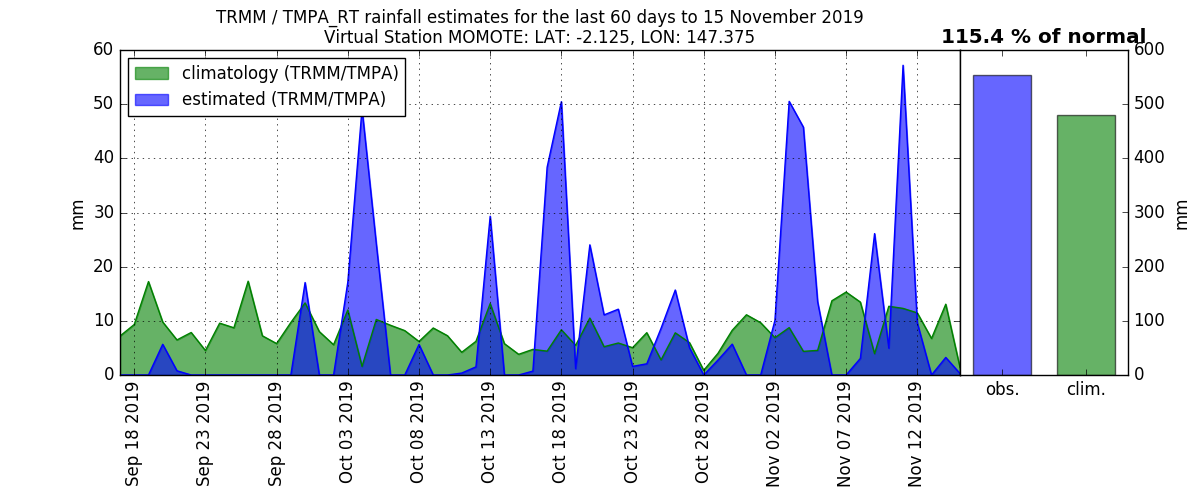 TRMM / TMPA_RT rainfall estimates for the last 60 days to 15 November 2019
Virtual Station MOMOTE: LAT: -2.125, LON: 147.375
115.4 % of normal
climatology (TRMM/TMPA)
estimated (TRMM/TMPA)
mm
60
50
40
30
20
10
0
Sep 18 2019
Sep 23 2019
Sep 28 2019
Oct 03 2019
Oct 08 2019
Oct 13 2019
Oct 18 2019
Oct 23 2019
Oct 28 2019
Nov 02 2019
Nov 07 2019
Nov 12 2019
obs.
clim.
600
500
400
300
200
100
0
mm